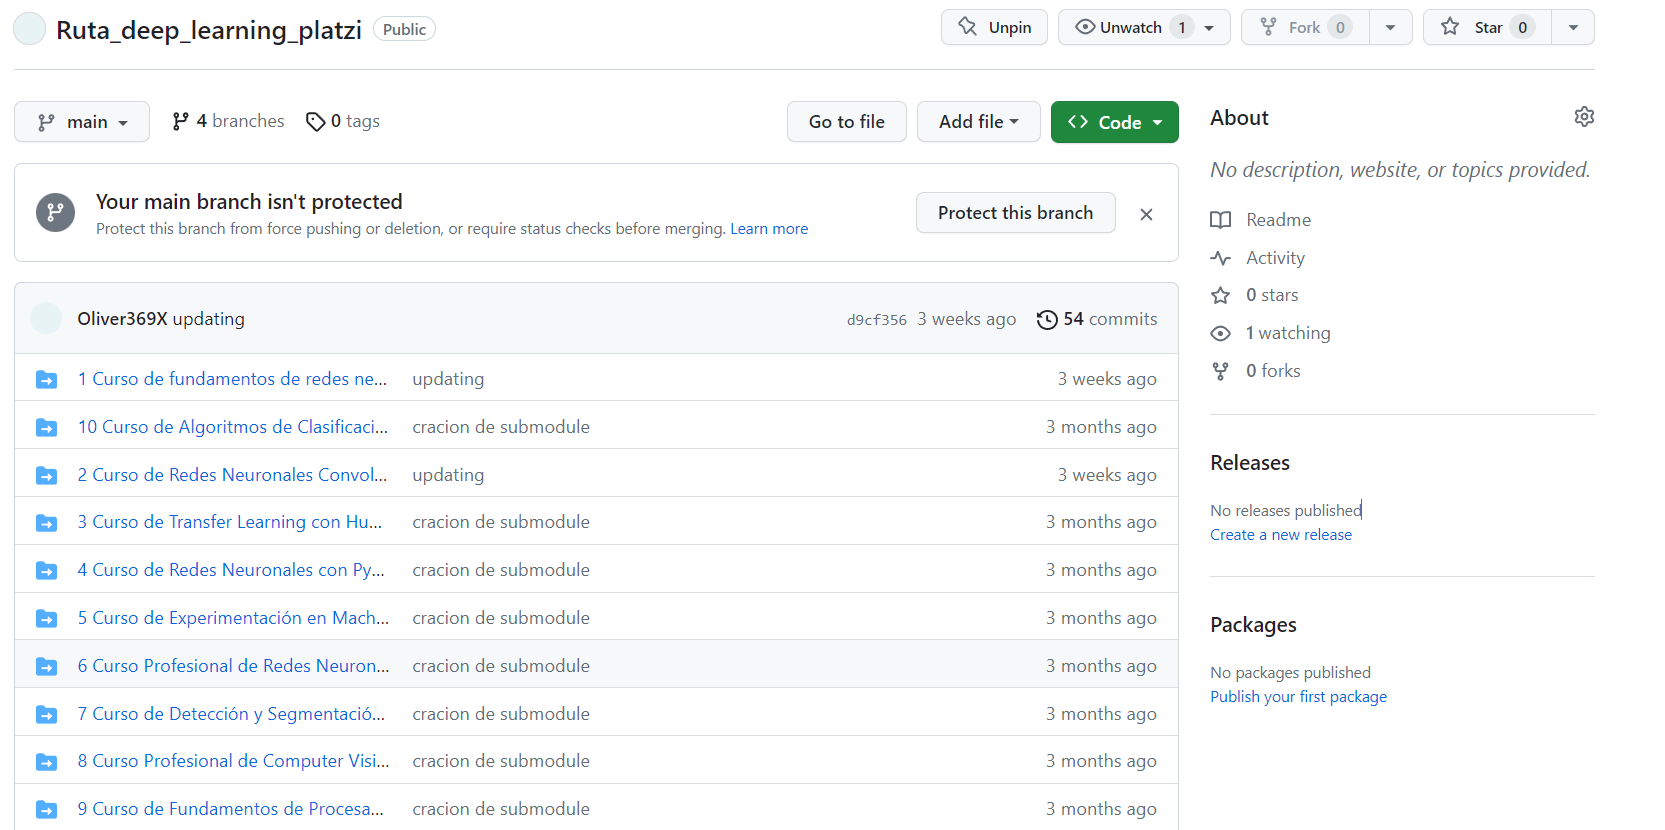 Ruta_deep_learning_platzi Public Unpin Unwatch 1 Fork 0 Star 0
main 4 branches 0 tags Go to file Add file Code
Your main branch isn't protected
Protect this branch from force pushing or deletion, or require status checks before merging. Learn more
Protect this branch
Oliver369X updating d9cf356 3 weeks ago 54 commits
1 Curso de fundamentos de redes ne... updating 3 weeks ago
10 Curso de Algoritmos de Clasificaci... cracion de submodule 3 months ago
2 Curso de Redes Neuronales Convol... updating 3 weeks ago
3 Curso de Transfer Learning con Hu... cracion de submodule 3 months ago
4 Curso de Redes Neuronales con Py... cracion de submodule 3 months ago
5 Curso de Experimentación en Mach... cracion de submodule 3 months ago
6 Curso Profesional de Redes Neuron... cracion de submodule 3 months ago
7 Curso de Detección y Segmentació... cracion de submodule 3 months ago
8 Curso Profesional de Computer Visi... cracion de submodule 3 months ago
9 Curso de Fundamentos de Procesa... cracion de submodule 3 months ago
About
No description, website, or topics provided.
Readme
Activity
0 stars
1 watching
0 forks
Releases
No releases published
Create a new release
Packages
No packages published
Publish your first package